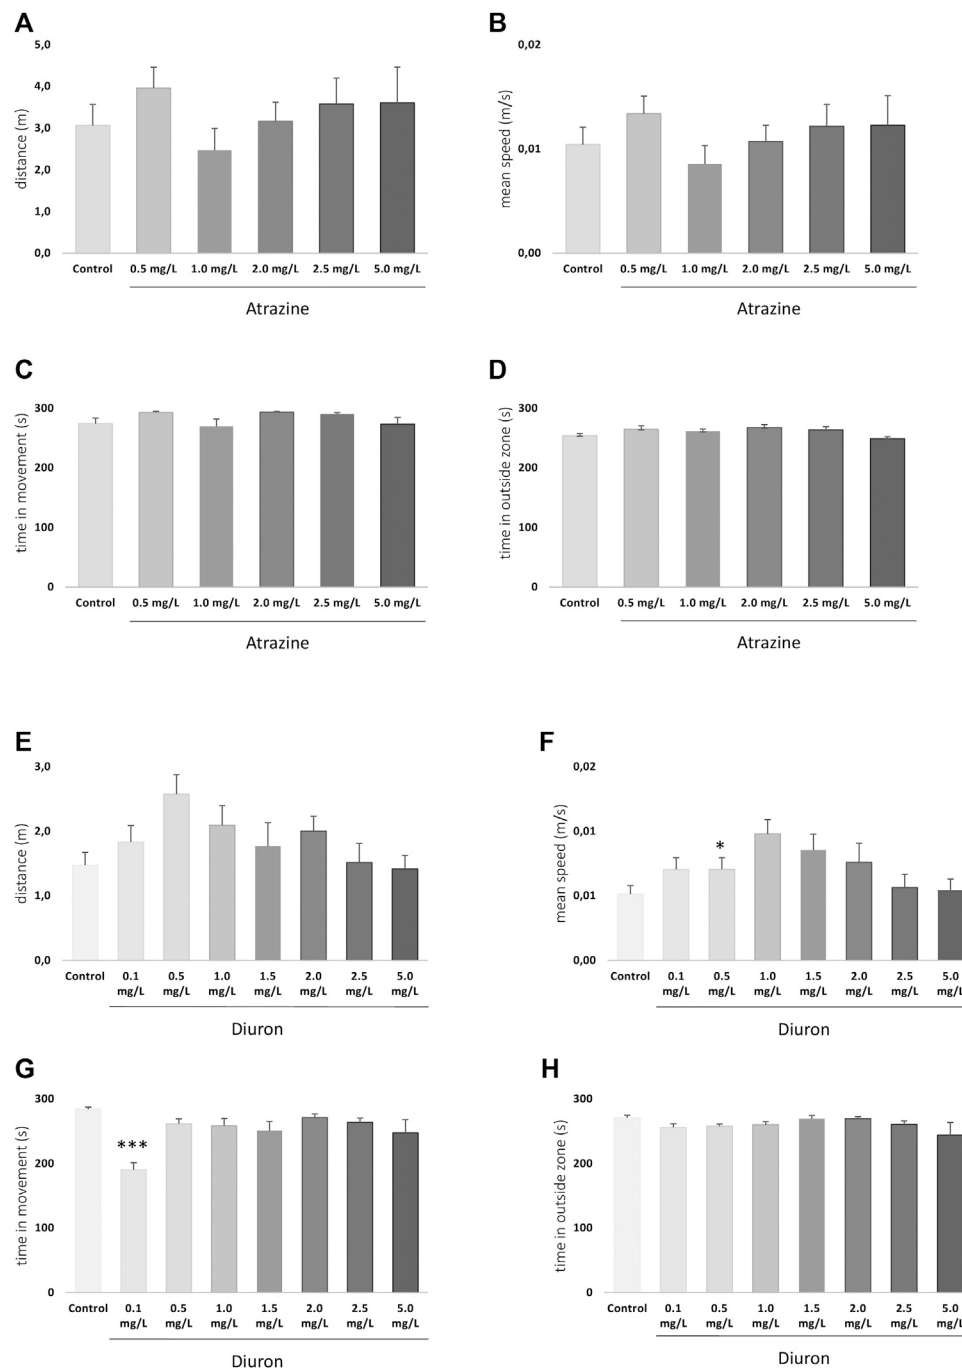 A
distance (m)
5,0
4,0
3,0
2,0
1,0
0,0
Control 0.5 mg/L 1.0 mg/L 2.0 mg/L 2.5 mg/L 5.0 mg/L
Atrazine
B
mean speed (m/s)
0,02
0,01
0,00
Control 0.5 mg/L 1.0 mg/L 2.0 mg/L 2.5 mg/L 5.0 mg/L
Atrazine
C
time in movement (s)
300
200
100
0
Control 0.5 mg/L 1.0 mg/L 2.0 mg/L 2.5 mg/L 5.0 mg/L
Atrazine
D
time in outside zone (s)
300
200
100
0
Control 0.5 mg/L 1.0 mg/L 2.0 mg/L 2.5 mg/L 5.0 mg/L
Atrazine
E
distance (m)
3,0
2,0
1,0
0,0
Control 0.1 0.5 1.0 1.5 2.0 2.5 5.0
mg/L mg/L mg/L mg/L mg/L mg/L mg/L
Diuron
F
mean speed (m/s)
0,02
0,01
0,01
0,00
*
Control 0.1 0.5 1.0 1.5 2.0 2.5 5.0
mg/L mg/L mg/L mg/L mg/L mg/L mg/L
Diuron
G
time in movement (s)
300
200
100
0
***
Control 0.1 0.5 1.0 1.5 2.0 2.5 5.0
mg/L mg/L mg/L mg/L mg/L mg/L mg/L
Diuron
H
time in outside zone (s)
300
200
100
0
Control 0.1 0.5 1.0 1.5 2.0 2.5 5.0
mg/L mg/L mg/L mg/L mg/L mg/L mg/L
Diuron